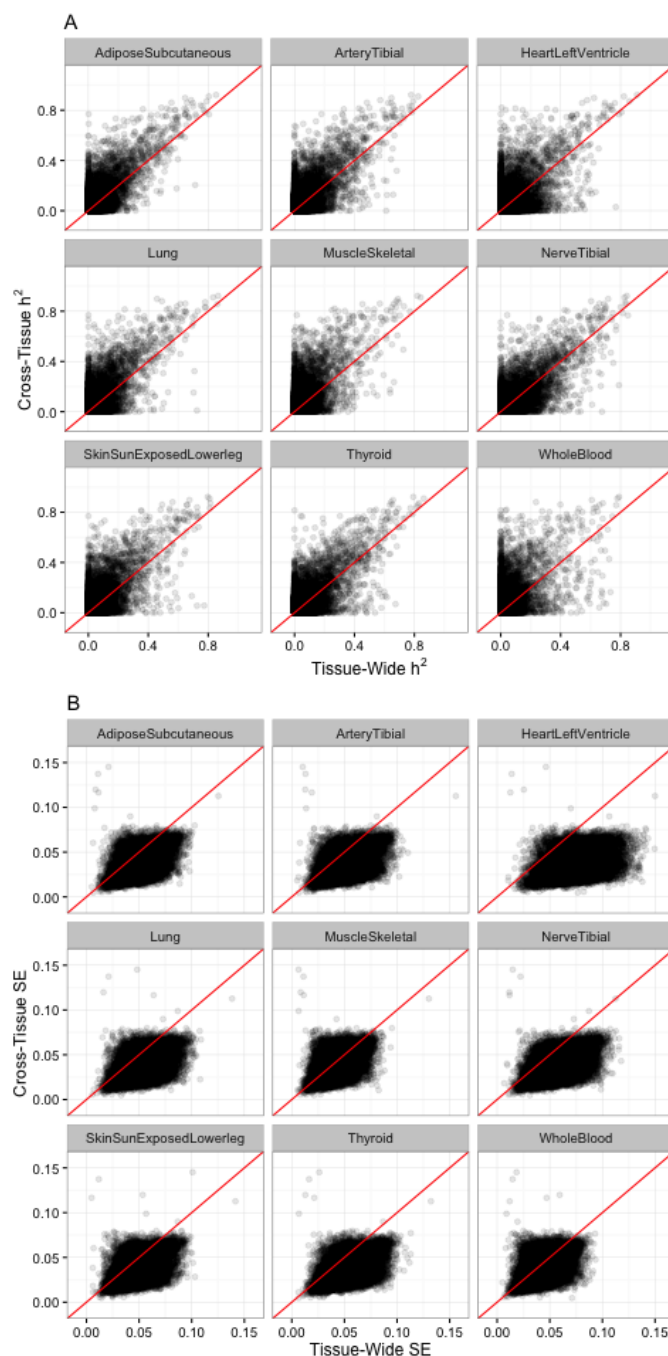 A
AdiposeSubcutaneous ArteryTibial HeartLeftVentricle
0.8
0.4
0.0
Lung MuscleSkeletal NerveTibial
0.8
0.4
0.0
Cross-Tissue h²
SkinSunExposedLowerleg Thyroid WholeBlood
0.8
0.4
0.0
0.0 0.4 0.8 0.0 0.4 0.8 0.0 0.4 0.8
Tissue-Wide h²
B
AdiposeSubcutaneous ArteryTibial HeartLeftVentricle
0.15
0.10
0.05
0.00
Lung MuscleSkeletal NerveTibial
0.15
0.10
0.05
0.00
Cross-Tissue SE
SkinSunExposedLowerleg Thyroid WholeBlood
0.15
0.10
0.05
0.00
0.00 0.05 0.10 0.15 0.00 0.05 0.10 0.15 0.00 0.05 0.10 0.15
Tissue-Wide SE